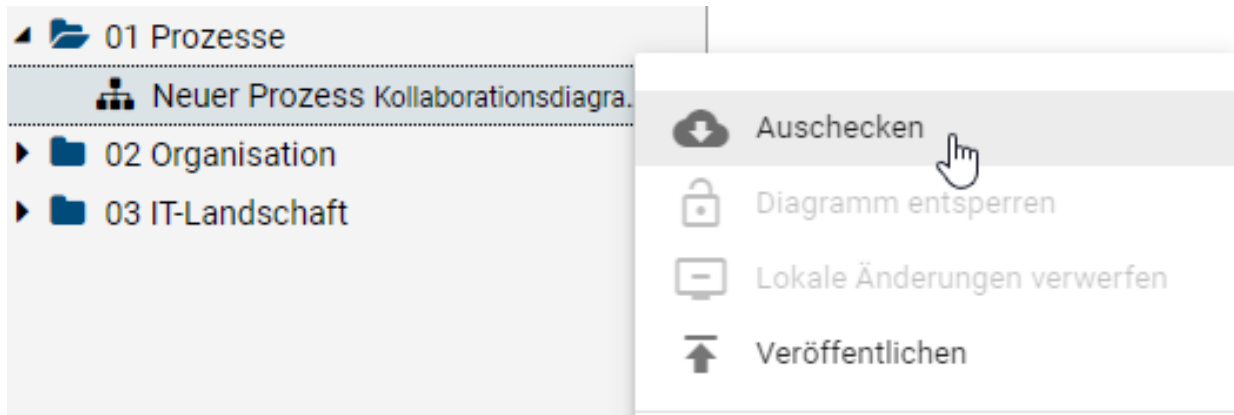 01 Prozesse
Neuer Prozess Kollaborationsdiagra.
02 Organisation
03 IT-Landschaft
Auschecken
Diagramm entsperren
Lokale Änderungen verwerfen
Veröffentlichen